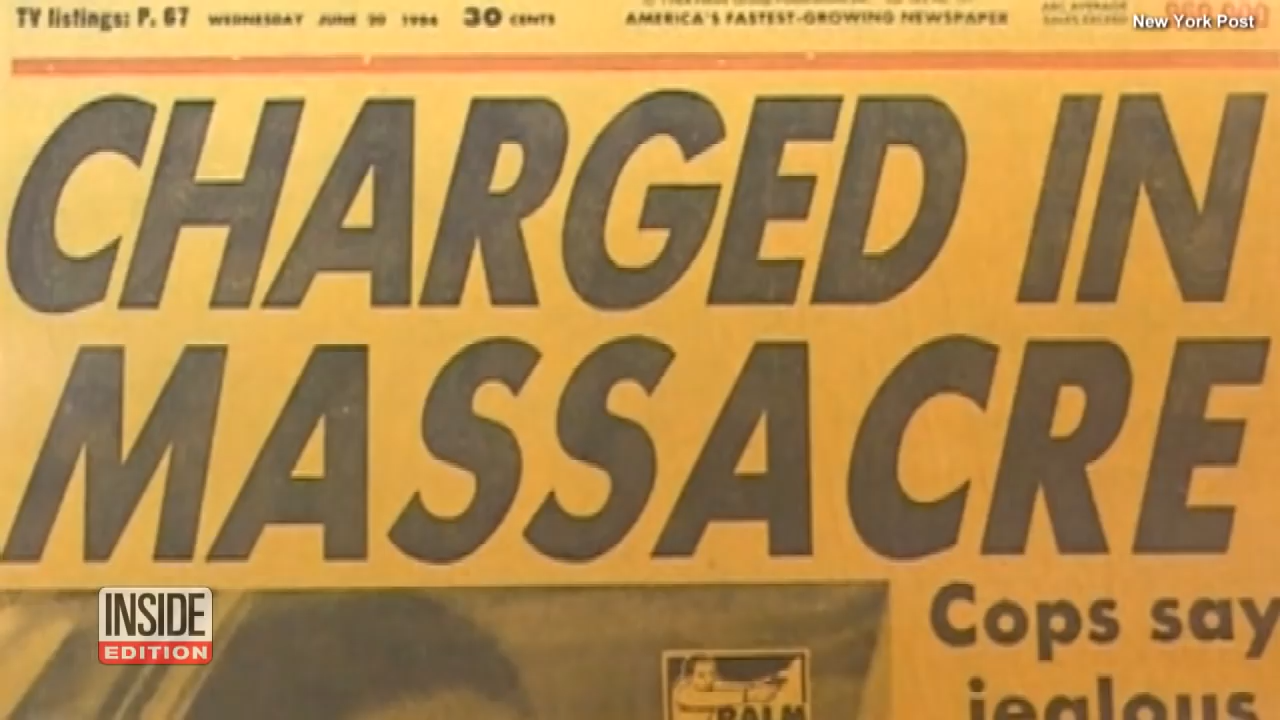 TV listings: P. 67 WEDNESDAY JUNE 20 1984 30 CENTS AMERICA'S FASTEST-GROWING NEWSPAPER
New York Post
CHARGED IN
MASSACRE
INSIDE
EDITION
Cops say
jealous
PALM